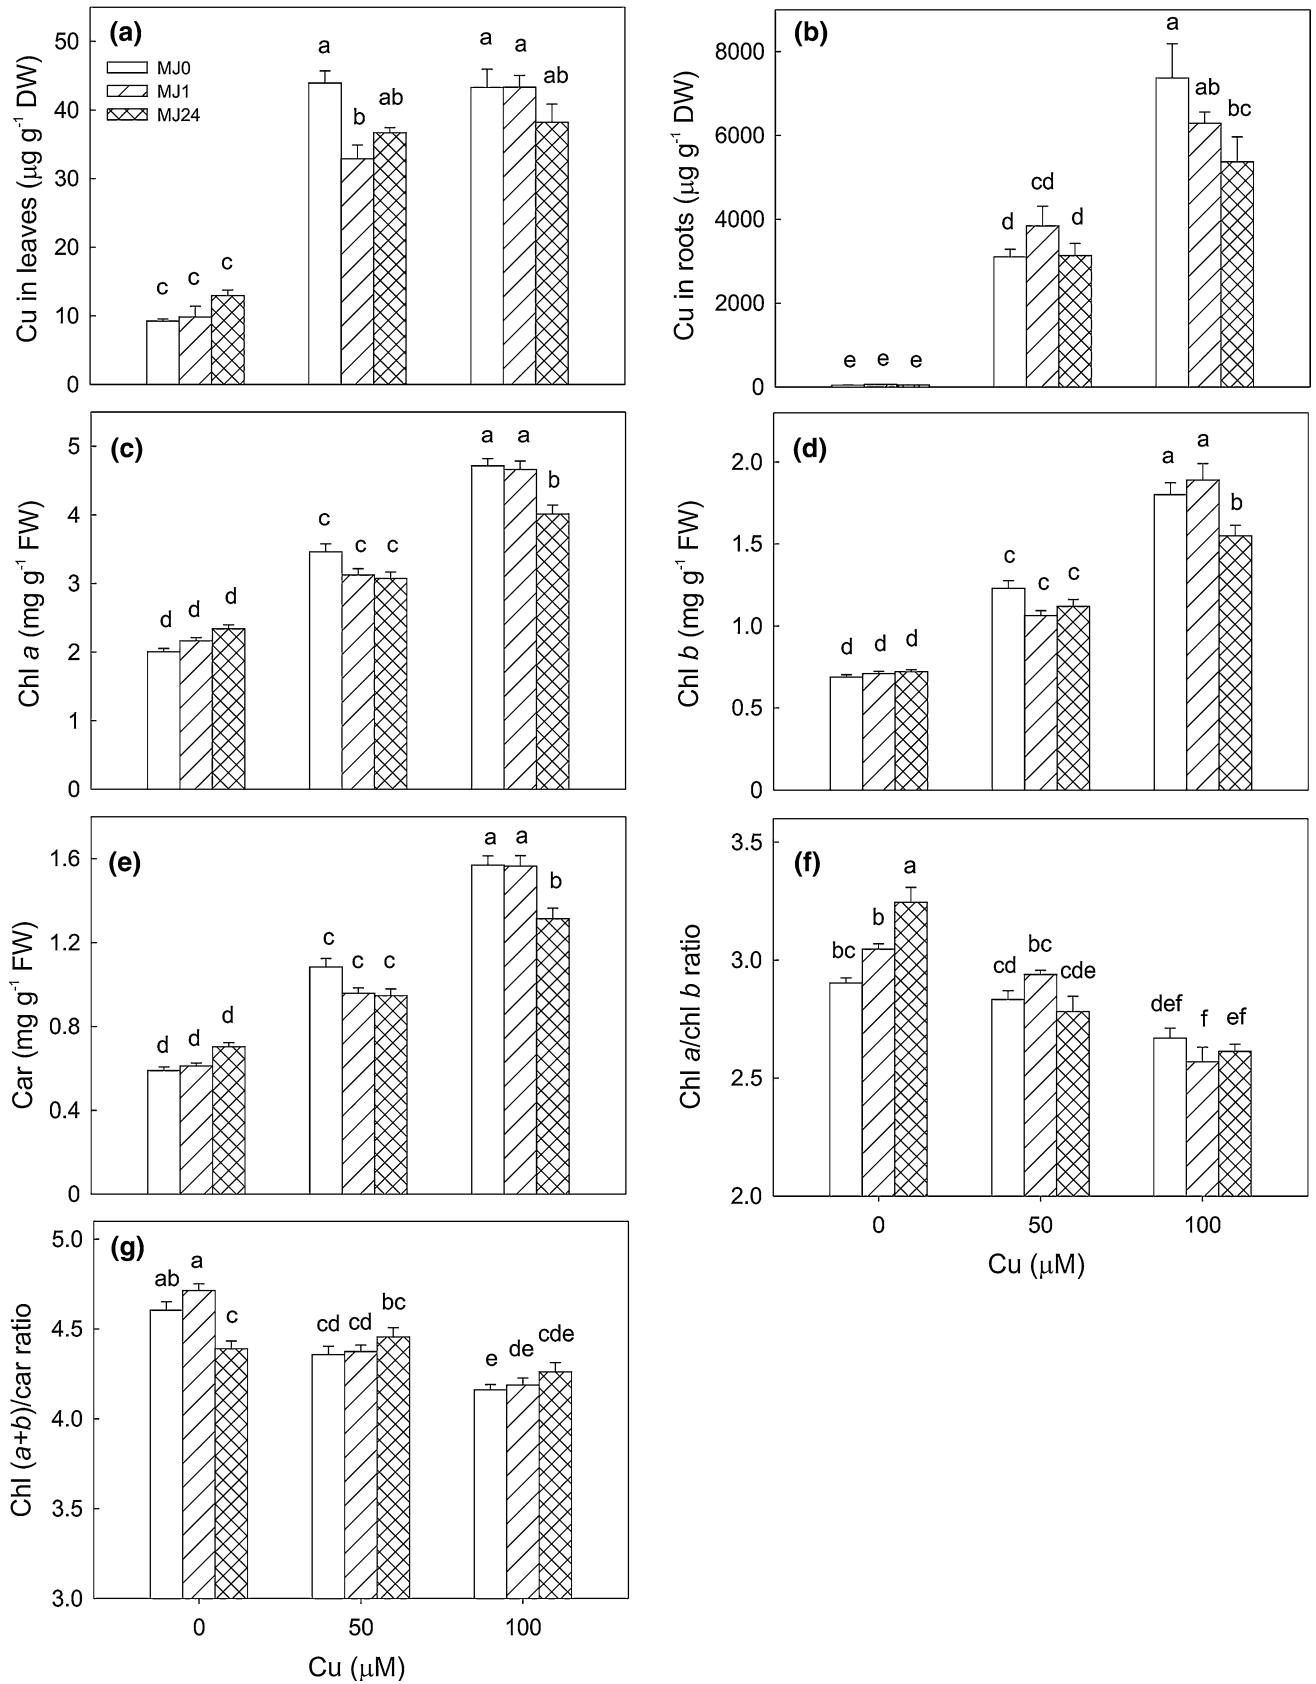 (a)
MJ0
MJ1
MJ24
Cu in leaves (μg g⁻¹ DW)
50
40
30
20
10
0
c c c
a b ab
a a ab
(b)
Cu in roots (μg g⁻¹ DW)
8000
6000
4000
2000
0
e e e
d cd d
a ab bc
(c)
Chl a (mg g⁻¹ FW)
5
4
3
2
1
0
d d d
c c c
a a b
(d)
Chl b (mg g⁻¹ FW)
2.0
1.5
1.0
0.5
0
d d d
c c c
a a b
(e)
Car (mg g⁻¹ FW)
1.6
1.2
0.8
0.4
0
d d d
c c c
a a b
(f)
Chl a/chl b ratio
3.5
3.0
2.5
2.0
bc b a
cd bc cde
def f ef
0 50 100
Cu (μM)
(g)
Chl (a+b)/car ratio
5.0
4.5
4.0
3.5
3.0
ab a c
cd cd bc
e de cde
0 50 100
Cu (μM)